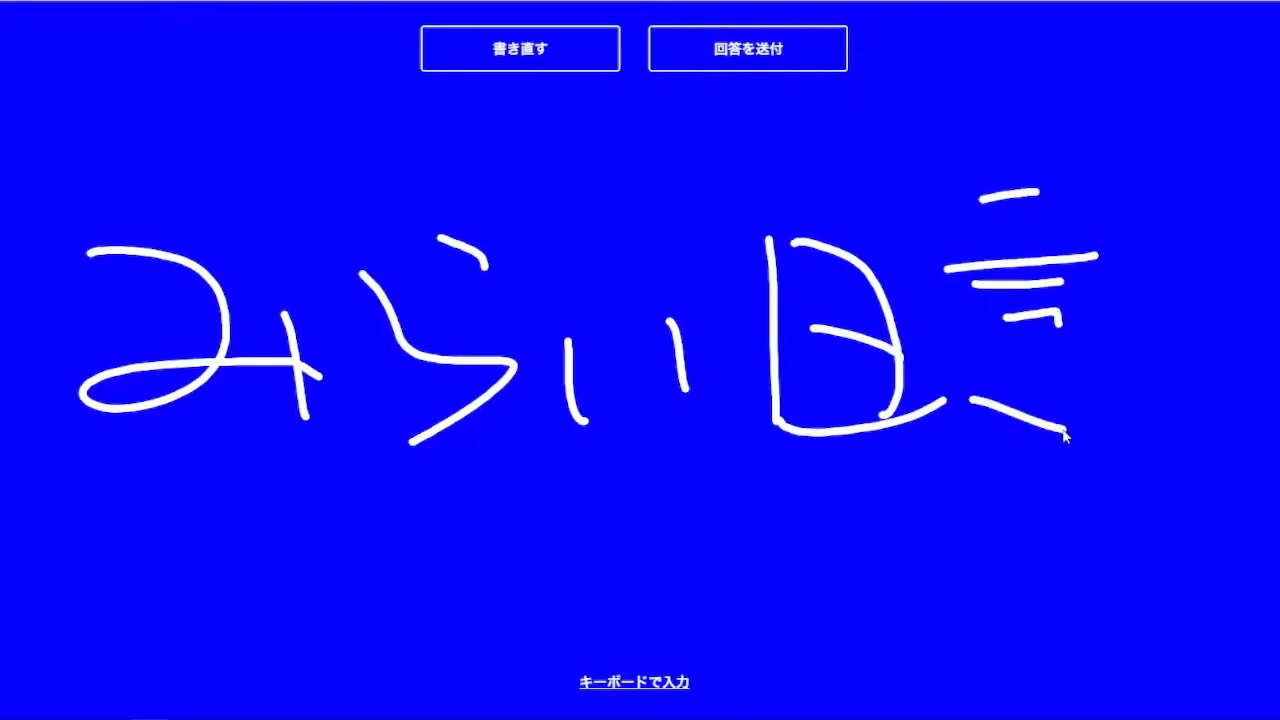 書き直す 回答を送付
みらい日
キーボードで入力